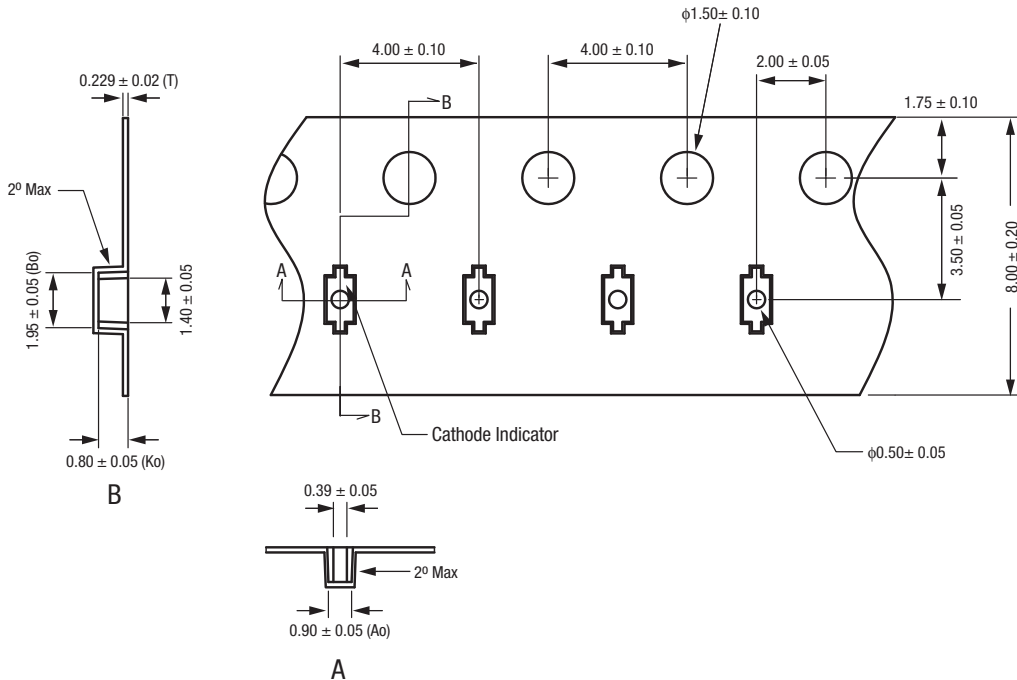 ϕ1.50± 0.10
4.00 ± 0.10
4.00 ± 0.10
2.00 ± 0.05
0.229 ± 0.02 (T)
1.75 ± 0.10
B
2º Max
1.95 ± 0.05 (Bo)
1.40 ± 0.05
3.50 ± 0.05
8.00 ± 0.20
A
A
B
Cathode Indicator
ϕ0.50± 0.05
0.80 ± 0.05 (Ko)
B
0.39 ± 0.05
2º Max
0.90 ± 0.05 (Ao)
A